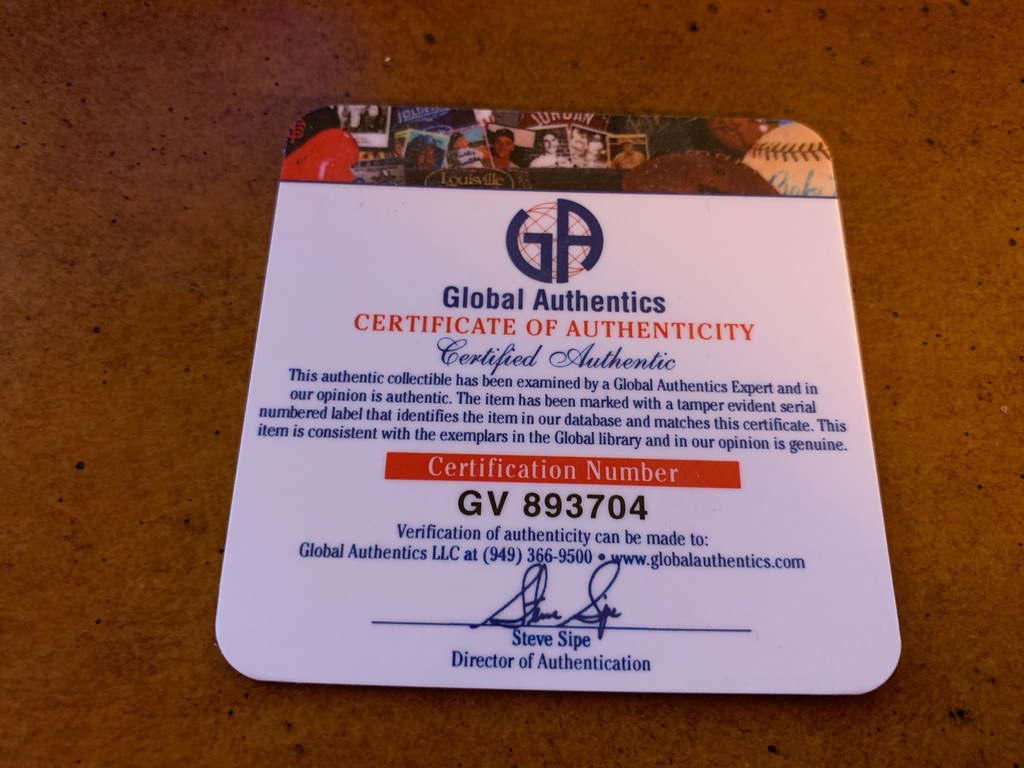 JORDAN
Louisville
GA
Global Authentics
CERTIFICATE OF AUTHENTICITY
Certified Authentic
This authentic collectible has been examined by a Global Authentics Expert and in
our opinion is authentic. The item has been marked with a tamper evident serial
numbered label that identifies the item in our database and matches this certificate. This
item is consistent with the exemplars in the Global library and in our opinion is genuine.
Certification Number
GV 893704
Verification of authenticity can be made to:
Global Authentics LLC at (949) 366-9500 • www.globalauthentics.com
Steve Sipe
Steve Sipe
Director of Authentication